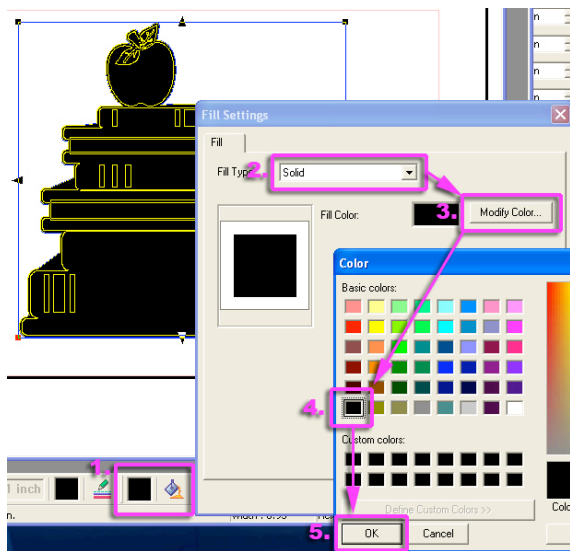 n
n
n
n
Fill Settings
Fill
Fill Typ
2.
Solid
Fill Color:
3.
Modify Color...
Color
Basic colors:
4.
Custom colors:
1.
1 inch
Define Custom Colors >>
n.
5.
OK
Cancel